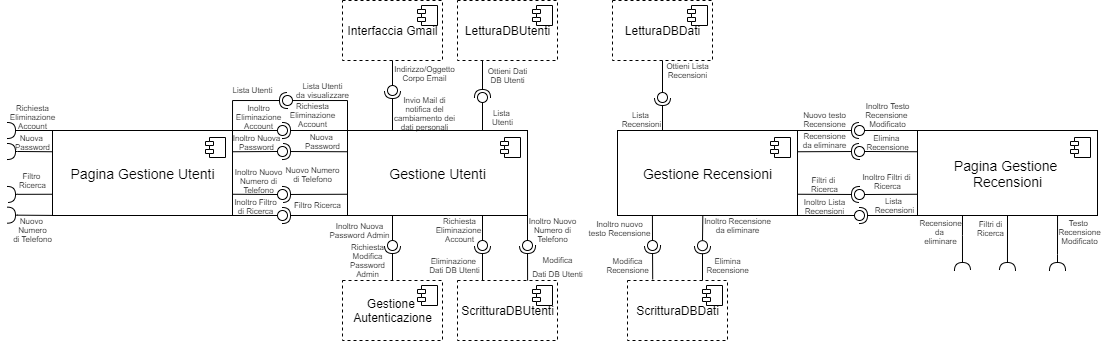 Interfaccia Gmail
LetturaDBUtenti
LetturaDBDati
Indirizzo/Oggetto
Corpo Email
Ottieni Dati
DB Utenti
Ottieni Lista
Recensioni
Lista Utenti
Lista Utenti
da visualizzare
Invio Mail di
notifica del
cambiamento dei
dati personali
Lista
Utenti
Lista
Recensioni
Richiesta
Eliminazione
Account
Inoltro
Eliminazione
Account
Richiesta
Eliminazione
Account
Nuovo testo
Recensione
Inoltro Testo
Recensione
Modificato
Nuova
Password
Inoltro Nuova
Password
Nuova
Password
Recensione
da eliminare
Elimina
Recensione
Pagina Gestione Utenti
Gestione Utenti
Gestione Recensioni
Pagina Gestione
Recensioni
Filtro
Ricerca
Inoltro Nuovo
Numero di
Telefono
Nuovo Numero
di Telefono
Filtri di
Ricerca
Inoltro Filtri di
Ricerca
Inoltro Filtro
di Ricerca
Filtro Ricerca
Inoltro Lista
Recensioni
Lista
Recensioni
Nuovo
Numero
di Telefono
Inoltro Nuova
Password Admin
Richiesta
Eliminazione
Account
Inoltro Nuovo
Numero di
Telefono
Inoltro nuovo
testo Recensione
Inoltro Recensione
da eliminare
Recensione
da
eliminare
Filtri di
Ricerca
Testo
Recensione
Modificato
Richiesta
Modifica
Password
Admin
Eliminazione
Dati DB Utenti
Modifica
Dati DB Utenti
Modifica
Recensione
Elimina
Recensione
Gestione
Autenticazione
ScritturaDBUtenti
ScritturaDBDati